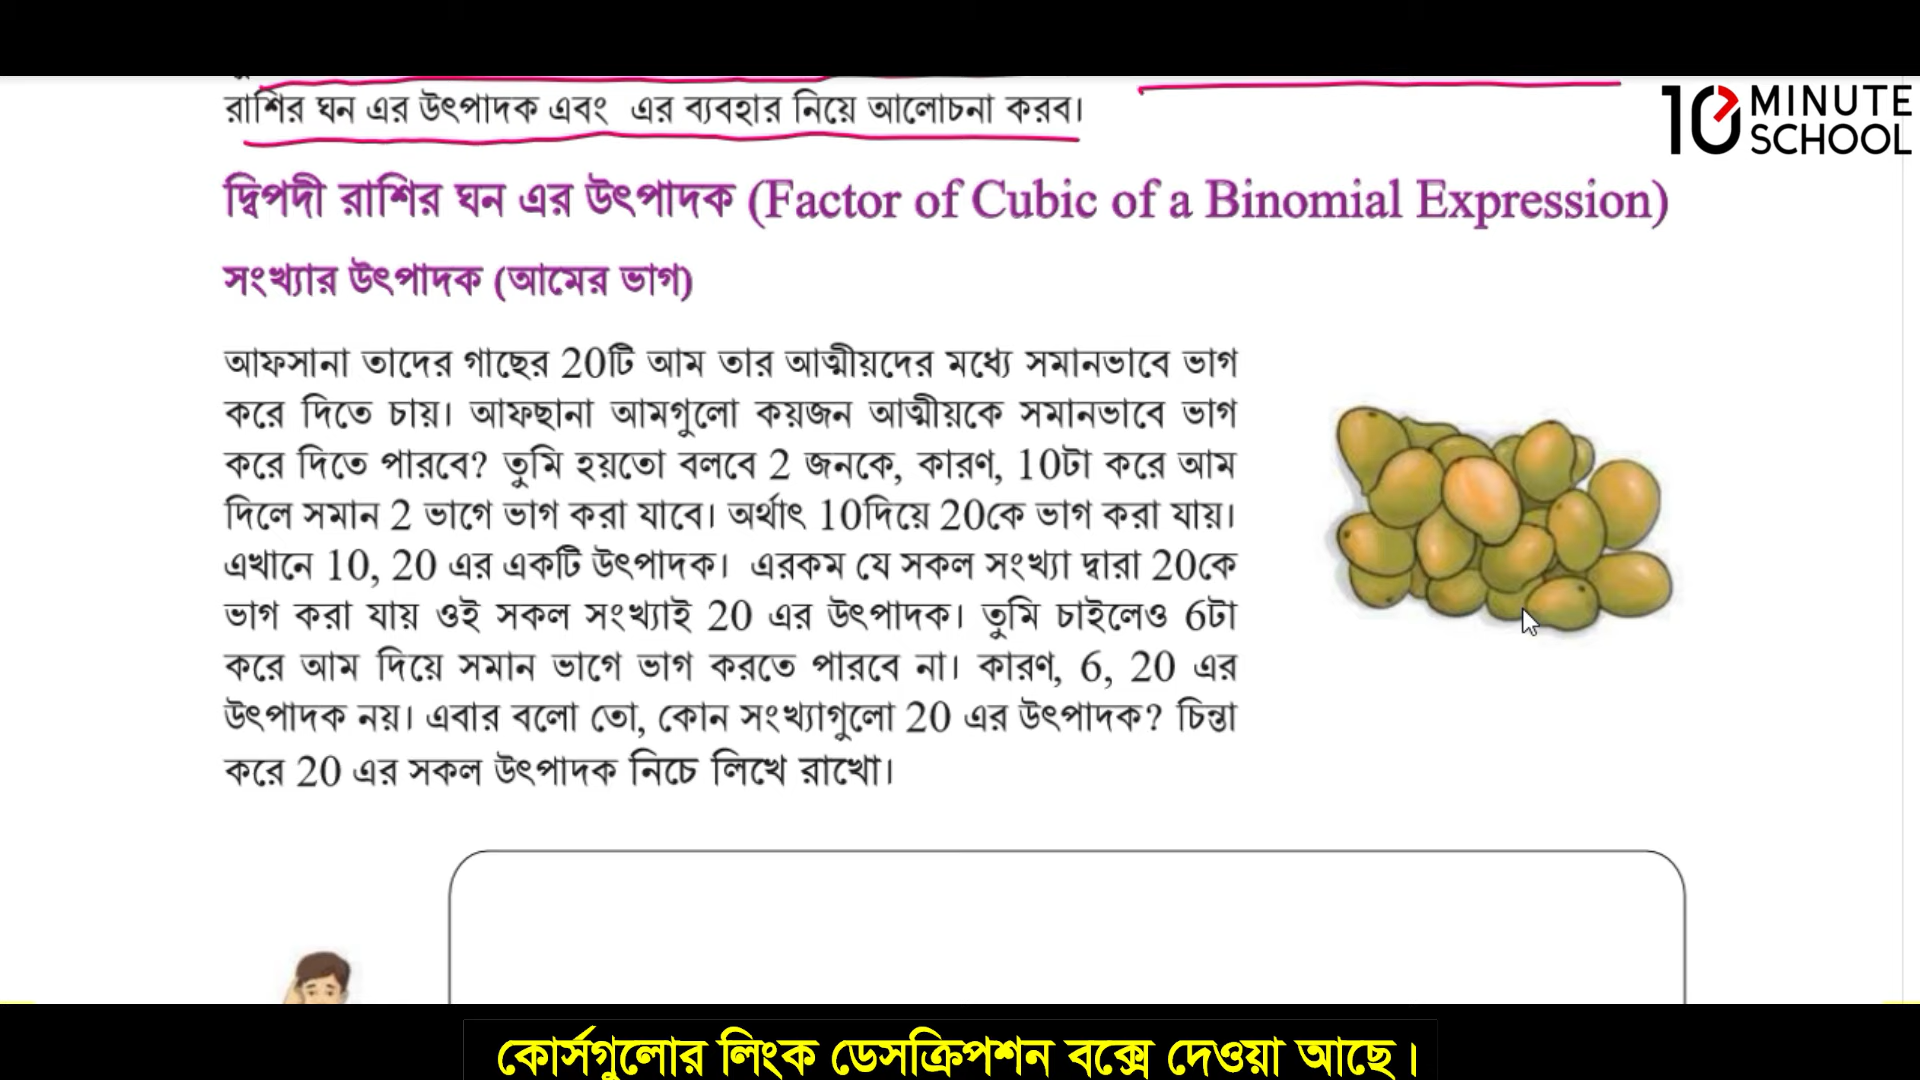 রাশির ঘন এর উৎপাদক এবং এর ব্যবহার নিয়ে আলোচনা করব।
10 MINUTE
SCHOOL
দ্বিপদী রাশির ঘন এর উৎপাদক (Factor of Cubic of a Binomial Expression)
সংখ্যার উৎপাদক (আমের ভাগ)
আফসানা তাদের গাছের 20টি আম তার আত্মীয়দের মধ্যে সমানভাবে ভাগ
করে দিতে চায়। আফছানা আমগুলো কয়জন আত্মীয়কে সমানভাবে ভাগ
করে দিতে পারবে? তুমি হয়তো বলবে 2 জনকে, কারণ, 10টা করে আম
দিলে সমান 2 ভাগে ভাগ করা যাবে। অর্থাৎ 10দিয়ে 20কে ভাগ করা যায়।
এখানে 10, 20 এর একটি উৎপাদক। এরকম যে সকল সংখ্যা দ্বারা 20কে
ভাগ করা যায় ওই সকল সংখ্যাই 20 এর উৎপাদক। তুমি চাইলেও 6টা
করে আম দিয়ে সমান ভাগে ভাগ করতে পারবে না। কারণ, 6, 20 এর
উৎপাদক নয়। এবার বলো তো, কোন সংখ্যাগুলো 20 এর উৎপাদক? চিন্তা
করে 20 এর সকল উৎপাদক নিচে লিখে রাখো।
কোর্সগুলোর লিংক ডেসক্রিপশন বক্সে দেওয়া আছে।